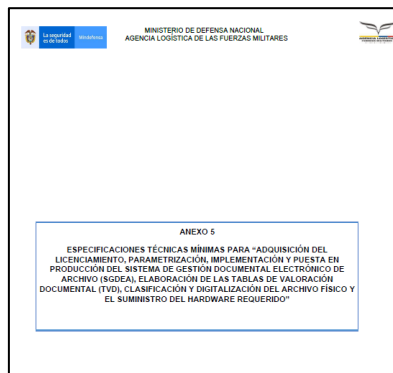 La seguridad
es de todos
Mindefensa
MINISTERIO DE DEFENSA NACIONAL
AGENCIA LOGÍSTICA DE LAS FUERZAS MILITARES
ANEXO 5
ESPECIFICACIONES TÉCNICAS MÍNIMAS PARA “ADQUISICIÓN DEL
LICENCIAMIENTO, PARAMETRIZACIÓN, IMPLEMENTACIÓN Y PUESTA EN
PRODUCCIÓN DEL SISTEMA DE GESTIÓN DOCUMENTAL ELECTRÓNICO DE
ARCHIVO (SGDEA), ELABORACIÓN DE LAS TABLAS DE VALORACIÓN
DOCUMENTAL (TVD), CLASIFICACIÓN Y DIGITALIZACIÓN DEL ARCHIVO FÍSICO Y
EL SUMINISTRO DEL HARDWARE REQUERIDO”